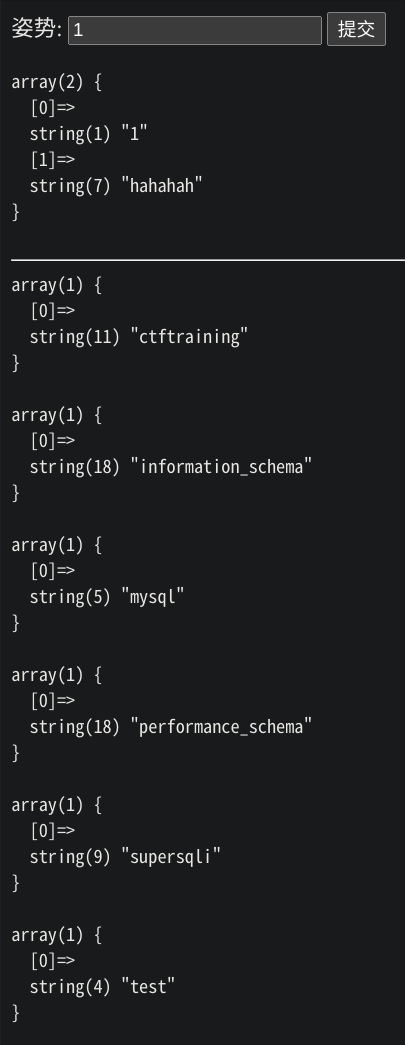 姿势: 1 提交
array(2) {
  [0]=>
  string(1) "1"
  [1]=>
  string(7) "hahahah"
}
array(1) {
  [0]=>
  string(11) "ctftraining"
}
array(1) {
  [0]=>
  string(18) "information_schema"
}
array(1) {
  [0]=>
  string(5) "mysql"
}
array(1) {
  [0]=>
  string(18) "performance_schema"
}
array(1) {
  [0]=>
  string(9) "supersqli"
}
array(1) {
  [0]=>
  string(4) "test"
}